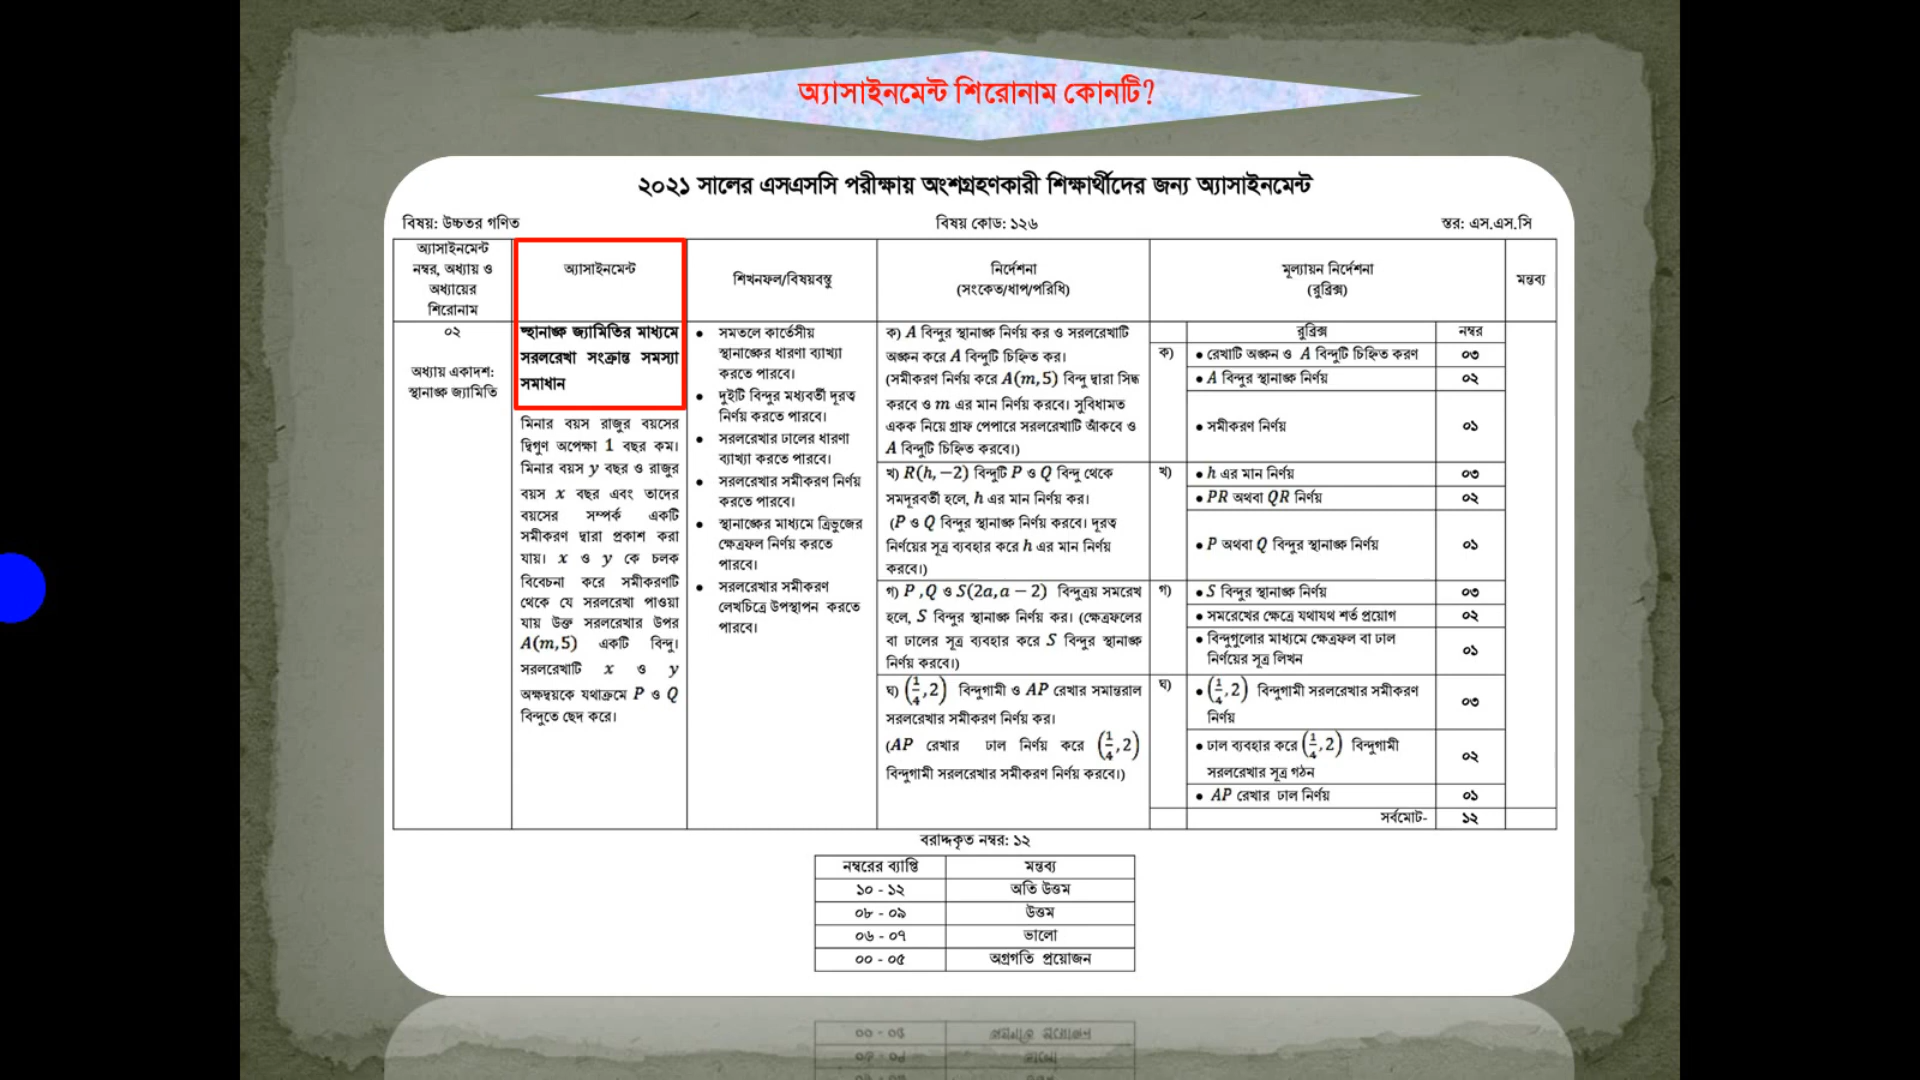 অ্যাসাইনমেন্ট শিরোনাম কোনটি?
২০২১ সালের এসএসসি পরীক্ষায় অংশগ্রহণকারী শিক্ষার্থীদের জন্য অ্যাসাইনমেন্ট
বিষয়: উচ্চতর গণিত
বিষয় কোড: ১২৬
স্তর: এস.এস.সি
অ্যাসাইনমেন্ট
নম্বর, অধ্যায় ও
অধ্যায়ের
শিরোনাম
অ্যাসাইনমেন্ট
শিখনফল/বিষয়বস্তু
নির্দেশনা
(সংকেত/ধাপ/পরিধি)
মূল্যায়ন নির্দেশনা
(রুব্রিক্স)
মন্তব্য
০২
অধ্যায় একাদশ:
স্থানাঙ্ক জ্যামিতি
স্হানাঙ্ক জ্যামিতির মাধ্যমে
সরলরেখা সংক্রান্ত সমস্যা
সমাধান
মিনার বয়স রাজুর বয়সের
দ্বিগুণ অপেক্ষা 1 বছর কম।
মিনার বয়স y বছর ও রাজুর
বয়স x বছর এবং তাদের
বয়সের সম্পর্ক একটি
সমীকরণ দ্বারা প্রকাশ করা
যায়। x ও y কে চলক
বিবেচনা করে সমীকরণটি
থেকে যে সরলরেখা পাওয়া
যায় উক্ত সরলরেখার উপর
A(m,5) একটি বিন্দু।
সরলরেখাটি x ও y
অক্ষদ্বয়কে যথাক্রমে P ও Q
বিন্দুতে ছেদ করে।
● সমতলে কার্তেসীয়
স্থানাঙ্কের ধারণা ব্যাখ্যা
করতে পারবে।
● দুইটি বিন্দুর মধ্যবর্তী দূরত্ব
নির্ণয় করতে পারবে।
● সরলরেখার ঢালের ধারণা
ব্যাখ্যা করতে পারবে।
● সরলরেখার সমীকরণ নির্ণয়
করতে পারবে।
● স্থানাঙ্কের মাধ্যমে ত্রিভুজের
ক্ষেত্রফল নির্ণয় করতে
পারবে।
● সরলরেখার সমীকরণ
লেখচিত্রে উপস্থাপন করতে
পারবে।
ক) A বিন্দুর স্থানাঙ্ক নির্ণয় কর ও সরলরেখাটি
অঙ্কন করে A বিন্দুটি চিহ্নিত কর।
(সমীকরণ নির্ণয় করে A(m,5) বিন্দু দ্বারা সিদ্ধ
করবে ও m এর মান নির্ণয় করবে। সুবিধামত
একক নিয়ে গ্রাফ পেপারে সরলরেখাটি আঁকবে ও
A বিন্দুটি চিহ্নিত করবে।)
খ) R(h,−2) বিন্দুটি P ও Q বিন্দু থেকে
সমদূরবর্তী হলে, h এর মান নির্ণয় কর।
(P ও Q বিন্দুর স্থানাঙ্ক নির্ণয় করবে। দূরত্ব
নির্ণয়ের সূত্র ব্যবহার করে h এর মান নির্ণয়
করবে।)
গ) P ,Q ও S(2a,a − 2) বিন্দুত্রয় সমরেখ
হলে, S বিন্দুর স্থানাঙ্ক নির্ণয় কর। (ক্ষেত্রফলের
বা ঢালের সূত্র ব্যবহার করে S বিন্দুর স্থানাঙ্ক
নির্ণয় করবে।)
ঘ) (1/4,2) বিন্দুগামী ও AP রেখার সমান্তরাল
সরলরেখার সমীকরণ নির্ণয় কর।
(AP রেখার ঢাল নির্ণয় করে (1/4,2)
বিন্দুগামী সরলরেখার সমীকরণ নির্ণয় করবে।)
রুব্রিক্স নম্বর
ক) ● রেখাটি অঙ্কন ও A বিন্দুটি চিহ্নিত করণ ০৩
● A বিন্দুর স্থানাঙ্ক নির্ণয় ০২
● সমীকরণ নির্ণয় ০১
খ) ● h এর মান নির্ণয় ০৩
● PR অথবা QR নির্ণয় ০২
● P অথবা Q বিন্দুর স্থানাঙ্ক নির্ণয় ০১
গ) ● S বিন্দুর স্থানাঙ্ক নির্ণয় ০৩
● সমরেখের ক্ষেত্রে যথাযথ শর্ত প্রয়োগ ০২
● বিন্দুগুলোর মাধ্যমে ক্ষেত্রফল বা ঢাল
নির্ণয়ের সূত্র লিখন ০১
ঘ) ● (1/4,2) বিন্দুগামী সরলরেখার সমীকরণ
নির্ণয় ০৩
● ঢাল ব্যবহার করে (1/4,2) বিন্দুগামী
সরলরেখার সূত্র গঠন ০২
● AP রেখার ঢাল নির্ণয় ০১
সর্বমোট- ১২
বরাদ্দকৃত নম্বর: ১২
নম্বরের ব্যাপ্তি মন্তব্য
১০ - ১২ অতি উত্তম
০৮ - ০৯ উত্তম
০৬ - ০৭ ভালো
০০ - ০৫ অগ্রগতি প্রয়োজন